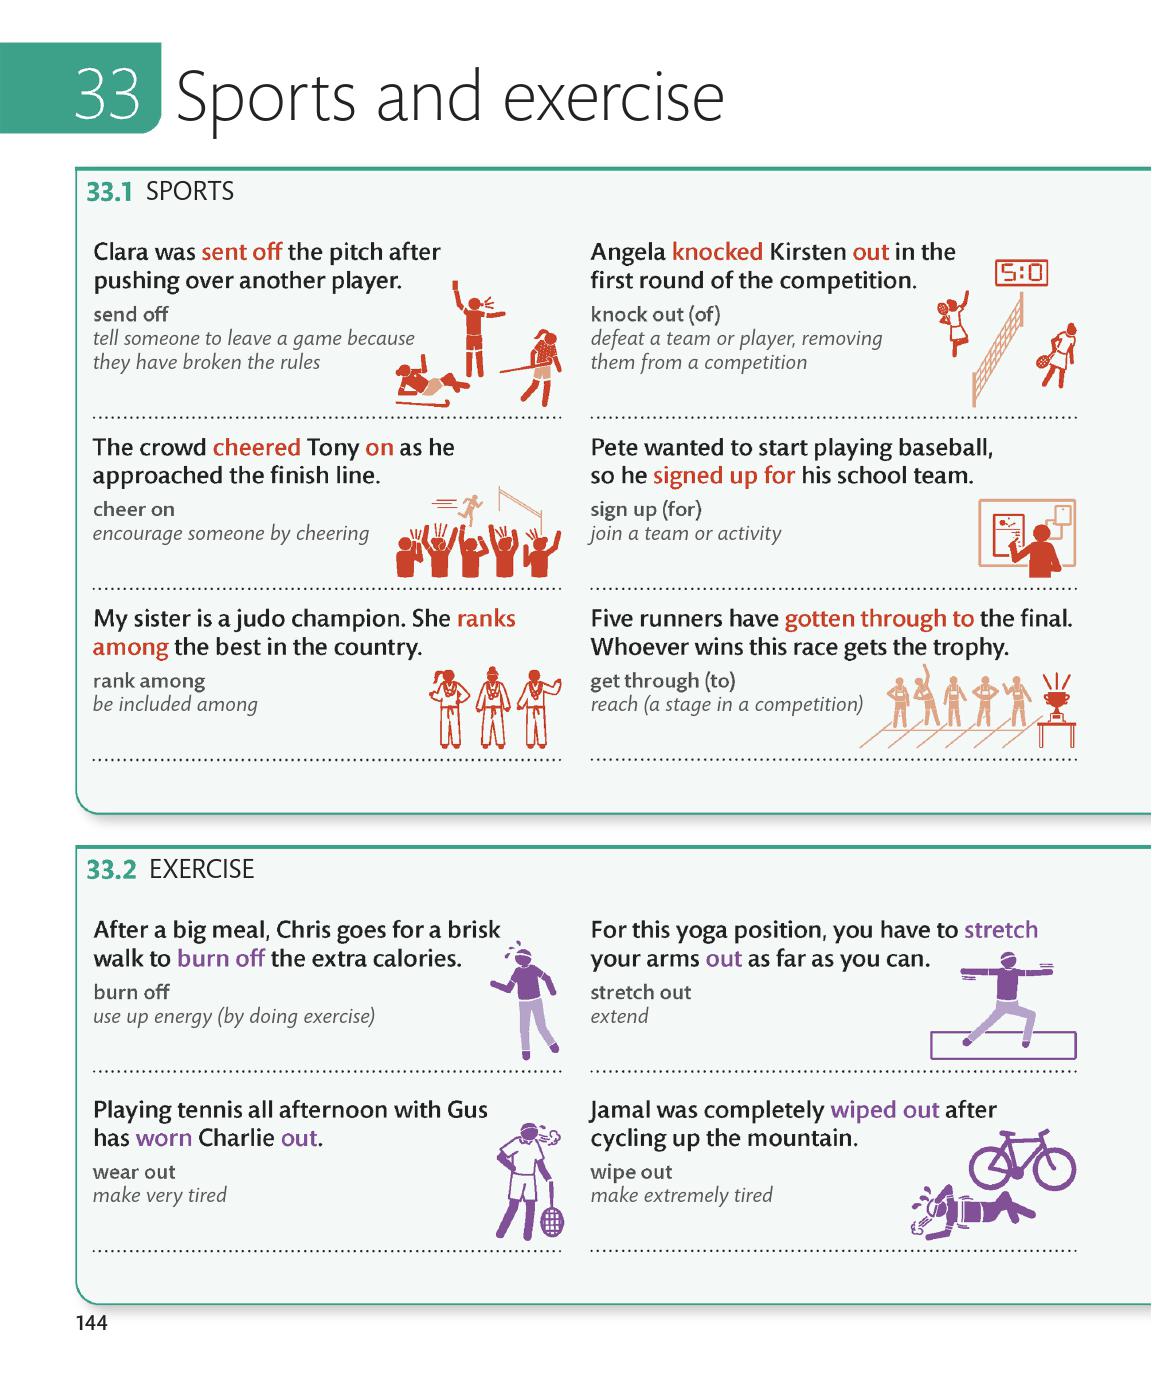 33 Sports and exercise
33.1 SPORTS
Clara was sent off the pitch after
pushing over another player.
send off
tell someone to leave a game because
they have broken the rules
Angela knocked Kirsten out in the
first round of the competition.
knock out (of)
defeat a team or player, removing
them from a competition
5:0
The crowd cheered Tony on as he
approached the finish line.
cheer on
encourage someone by cheering
Pete wanted to start playing baseball,
so he signed up for his school team.
sign up (for)
join a team or activity
My sister is a judo champion. She ranks
among the best in the country.
rank among
be included among
Five runners have gotten through to the final.
Whoever wins this race gets the trophy.
get through (to)
reach (a stage in a competition)
33.2 EXERCISE
After a big meal, Chris goes for a brisk
walk to burn off the extra calories.
burn off
use up energy (by doing exercise)
For this yoga position, you have to stretch
your arms out as far as you can.
stretch out
extend
Playing tennis all afternoon with Gus
has worn Charlie out.
wear out
make very tired
Jamal was completely wiped out after
cycling up the mountain.
wipe out
make extremely tired
144